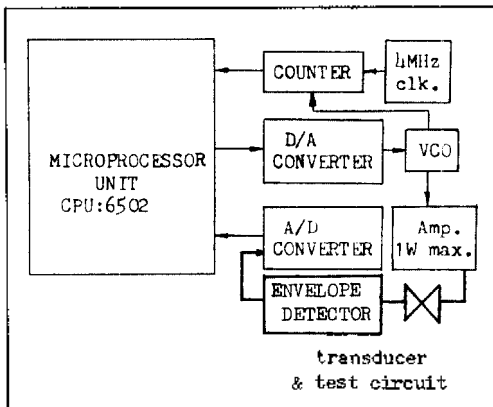 COUNTER
4MHz
clk.
D/A
CONVERTER
VCO
MICROPROCESSOR
UNIT
CPU:6502
A/D
CONVERTER
Amp.
1W max.
ENVELOPE
DETECTOR
transducer
& test circuit